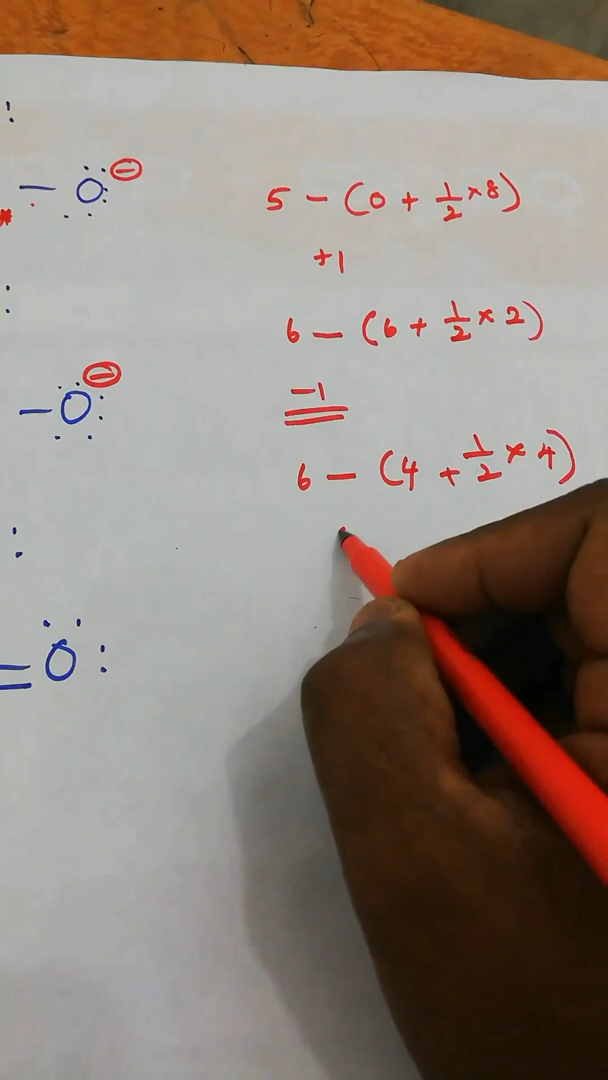 — O ⊖
5 — (0 + 1/2 × 8)
+1
6 — (6 + 1/2 × 2)
— O ⊖
—1
6 — (4 + 1/2 × 4)
= O :